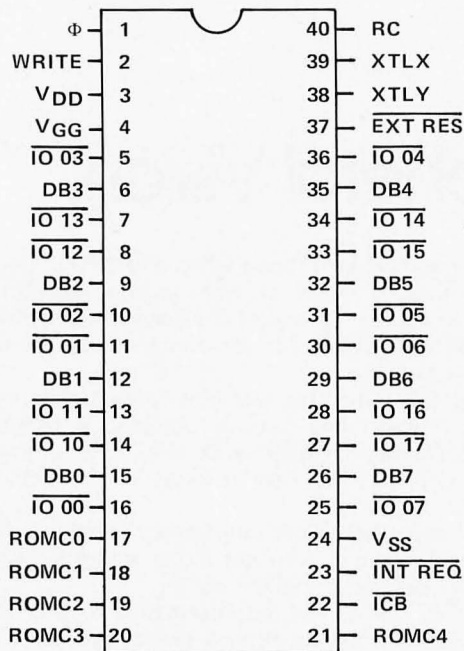 Φ 1 40 RC
WRITE 2 39 XTLX
VDD 3 38 XTLY
VGG 4 37 EXT RES
IO 03 5 36 IO 04
DB3 6 35 DB4
IO 13 7 34 IO 14
IO 12 8 33 IO 15
DB2 9 32 DB5
IO 02 10 31 IO 05
IO 01 11 30 IO 06
DB1 12 29 DB6
IO 11 13 28 IO 16
IO 10 14 27 IO 17
DB0 15 26 DB7
IO 00 16 25 IO 07
ROMC0 17 24 VSS
ROMC1 18 23 INT REQ
ROMC2 19 22 ICB
ROMC3 20 21 ROMC4